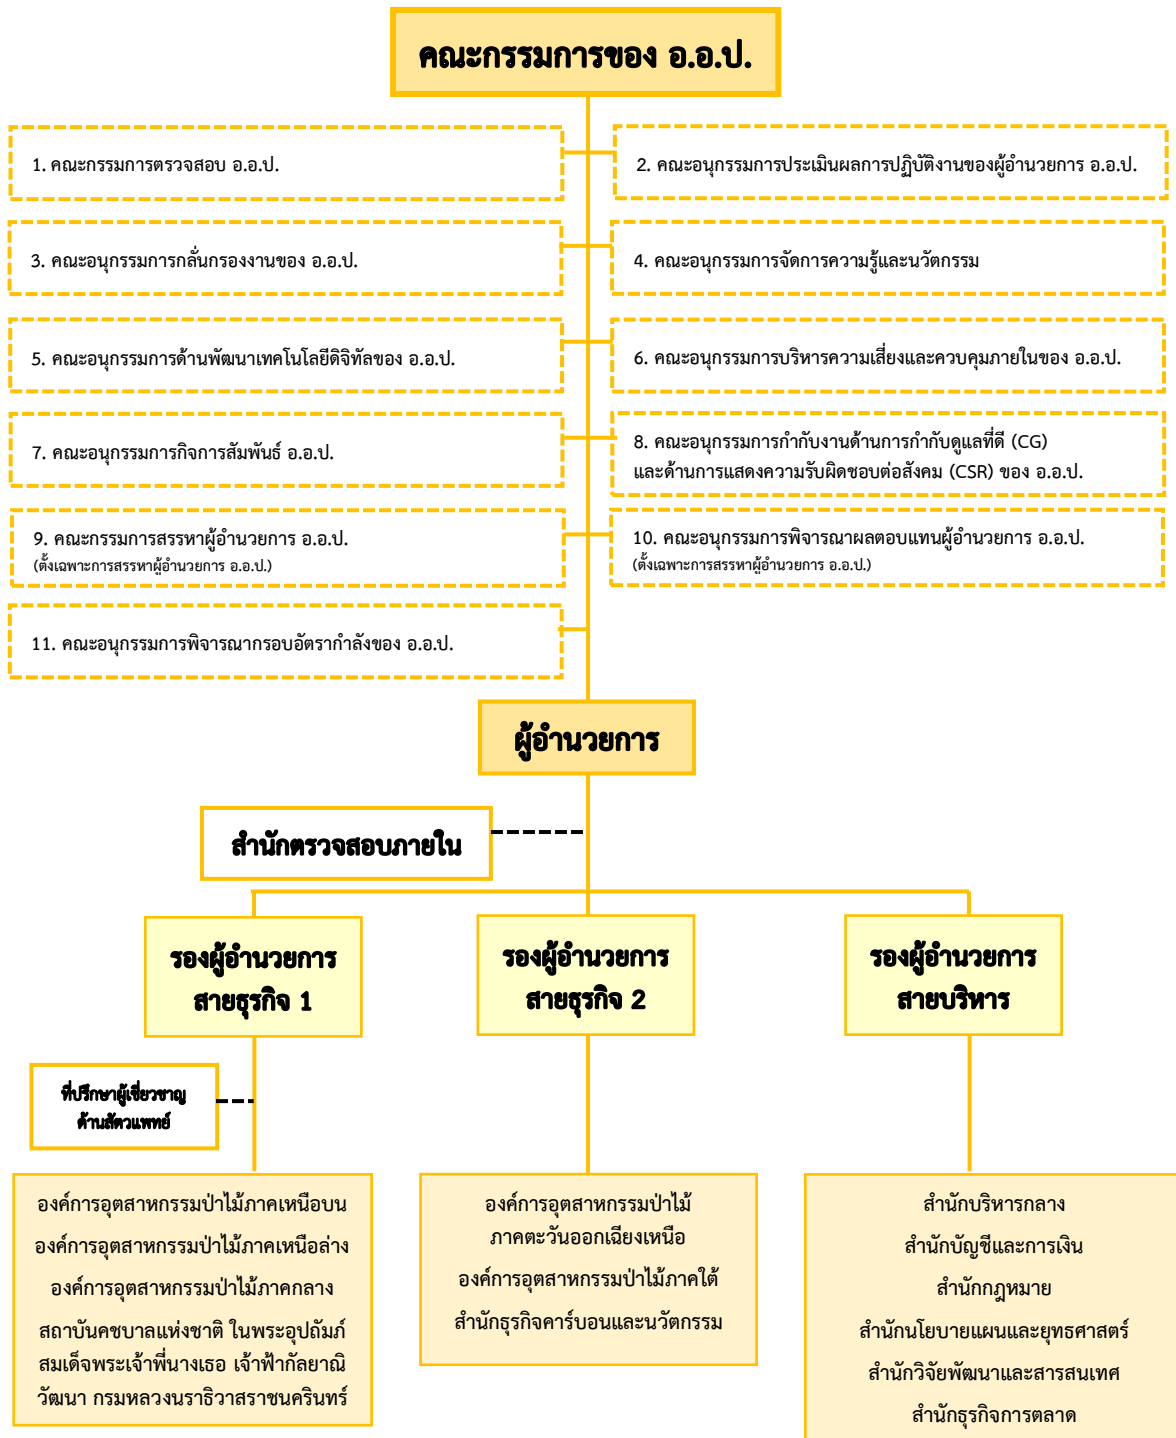 คณะกรรมการของ อ.อ.ป.
1. คณะกรรมการตรวจสอบ อ.อ.ป.
2. คณะอนุกรรมการประเมินผลการปฏิบัติงานของผู้อำนวยการ อ.อ.ป.
3. คณะอนุกรรมการกลั่นกรองงานของ อ.อ.ป.
4. คณะอนุกรรมการจัดการความรู้และนวัตกรรม
5. คณะอนุกรรมการด้านพัฒนาเทคโนโลยีดิจิทัลของ อ.อ.ป.
6. คณะอนุกรรมการบริหารความเสี่ยงและควบคุมภายในของ อ.อ.ป.
7. คณะอนุกรรมการกิจการสัมพันธ์ อ.อ.ป.
8. คณะอนุกรรมการกำกับงานด้านการกำกับดูแลที่ดี (CG)
และด้านการแสดงความรับผิดชอบต่อสังคม (CSR) ของ อ.อ.ป.
9. คณะกรรมการสรรหาผู้อำนวยการ อ.อ.ป.
(ตั้งเฉพาะการสรรหาผู้อำนวยการ อ.อ.ป.)
10. คณะอนุกรรมการพิจารณาผลตอบแทนผู้อำนวยการ อ.อ.ป.
(ตั้งเฉพาะการสรรหาผู้อำนวยการ อ.อ.ป.)
11. คณะอนุกรรมการพิจารณากรอบอัตรากำลังของ อ.อ.ป.
ผู้อำนวยการ
สำนักตรวจสอบภายใน
รองผู้อำนวยการ
สายธุรกิจ 1
รองผู้อำนวยการ
สายธุรกิจ 2
รองผู้อำนวยการ
สายบริหาร
ที่ปรึกษาผู้เชี่ยวชาญ
ด้านสัตวแพทย์
องค์การอุตสาหกรรมป่าไม้ภาคเหนือบน
องค์การอุตสาหกรรมป่าไม้ภาคเหนือล่าง
องค์การอุตสาหกรรมป่าไม้ภาคกลาง
สถาบันคชบาลแห่งชาติ ในพระอุปถัมภ์
สมเด็จพระเจ้าพี่นางเธอ เจ้าฟ้ากัลยาณิ
วัฒนา กรมหลวงนราธิวาสราชนครินทร์
องค์การอุตสาหกรรมป่าไม้
ภาคตะวันออกเฉียงเหนือ
องค์การอุตสาหกรรมป่าไม้ภาคใต้
สำนักธุรกิจคาร์บอนและนวัตกรรม
สำนักบริหารกลาง
สำนักบัญชีและการเงิน
สำนักกฎหมาย
สำนักนโยบายแผนและยุทธศาสตร์
สำนักวิจัยพัฒนาและสารสนเทศ
สำนักธุรกิจการตลาด